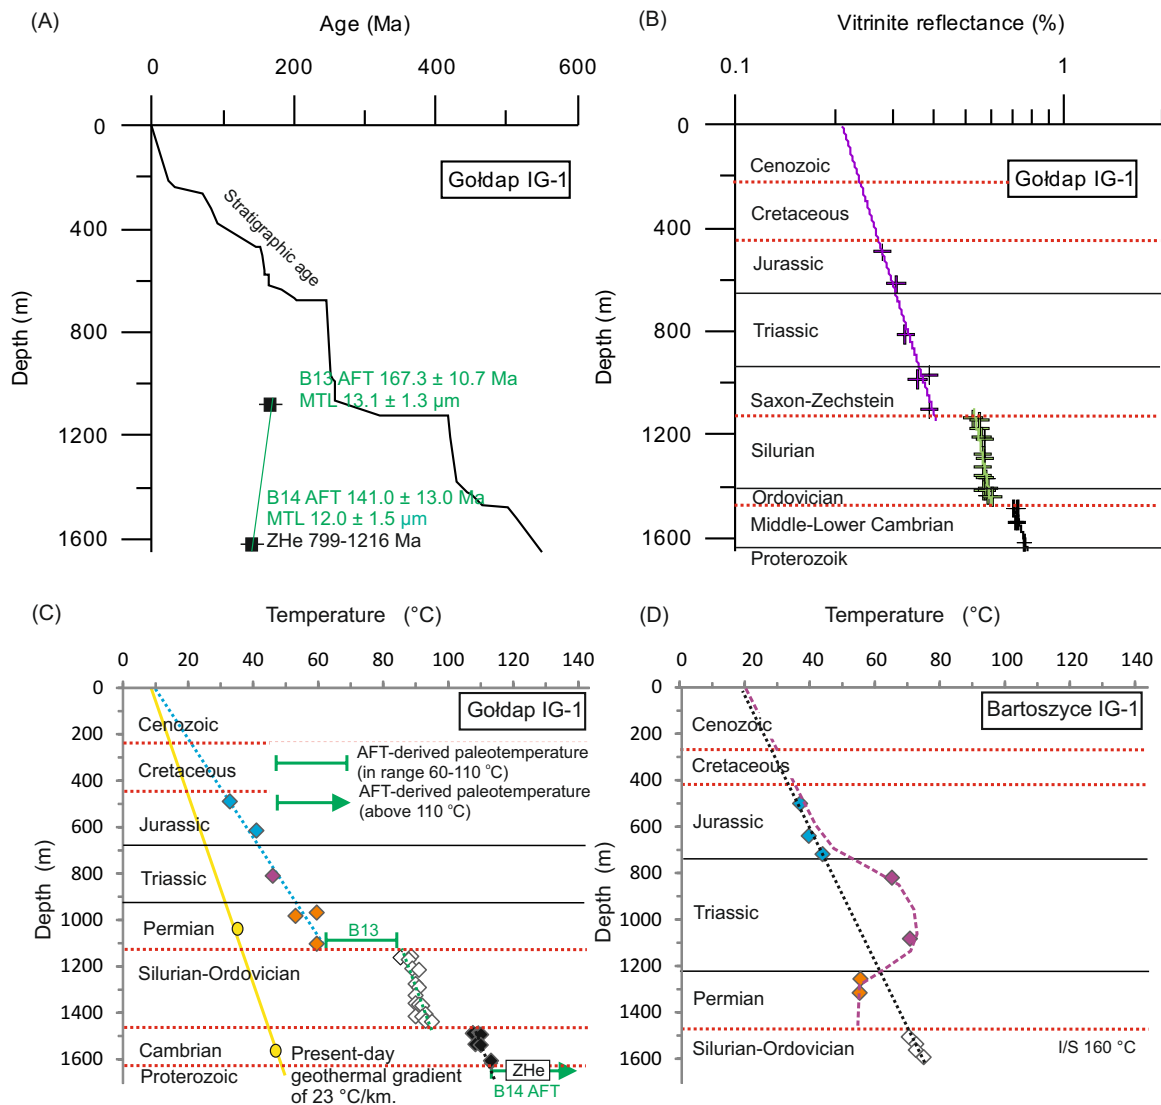 (A)
Age (Ma)
0
200
400
600
0
400
800
1200
1600
Depth (m)
Gołdap IG-1
Stratigraphic age
B13 AFT 167.3 ± 10.7 Ma
MTL 13.1 ± 1.3 µm
B14 AFT 141.0 ± 13.0 Ma
MTL 12.0 ± 1.5 µm
ZHe 799-1216 Ma
(B)
Vitrinite reflectance (%)
0.1
1
0
400
800
1200
1600
Depth (m)
Gołdap IG-1
Cenozoic
Cretaceous
Jurassic
Triassic
Saxon-Zechstein
Silurian
Ordovician
Middle-Lower Cambrian
Proterozoik
(C)
Temperature (°C)
0 20 40 60 80 100 120 140
0
200
400
600
800
1000
1200
1400
1600
Depth (m)
Gołdap IG-1
Cenozoic
Cretaceous
Jurassic
Triassic
Permian
Silurian-Ordovician
Cambrian
Proterozoic
AFT-derived paleotemperature
(in range 60-110 °C)
AFT-derived paleotemperature
(above 110 °C)
B13
Present-day
geothermal gradient
of 23 °C/km.
ZHe
B14 AFT
(D)
Temperature (°C)
0 20 40 60 80 100 120 140
0
200
400
600
800
1000
1200
1400
1600
Depth (m)
Bartoszyce IG-1
Cenozoic
Cretaceous
Jurassic
Triassic
Permian
Silurian-Ordovician
I/S 160 °C